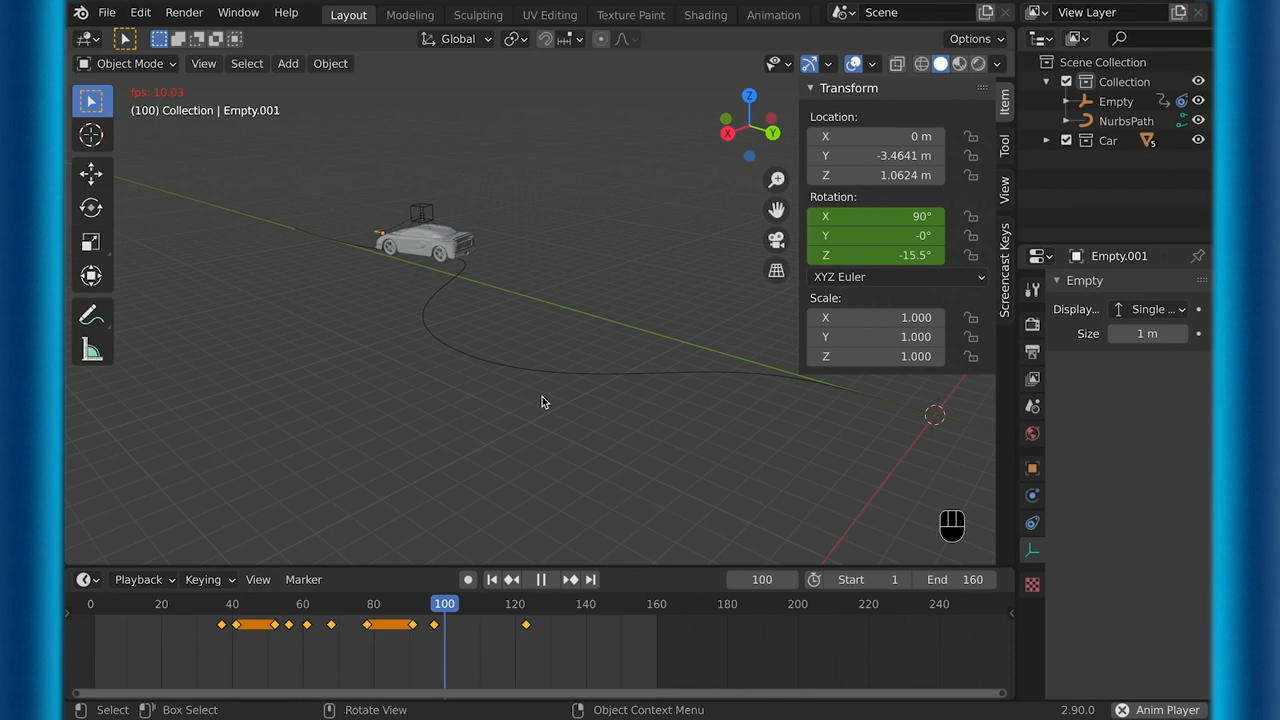 File Edit Render Window Help Layout Modeling Sculpting UV Editing Texture Paint Shading Animation Scene View Layer
Global Options
Object Mode View Select Add Object
fps: 10.03
(100) Collection | Empty.001
Z
X
Y
Transform
Location:
X 0 m
Y -3.4641 m
Z 1.0624 m
Rotation:
X 90°
Y -0°
Z -15.5°
XYZ Euler
Scale:
X 1.000
Y 1.000
Z 1.000
Item
Tool
View
Screencast Keys
Scene Collection
Collection
Empty
NurbsPath
Car 5
Empty.001
Empty
Display... Single ...
Size 1 m
Playback Keying View Marker 100 Start 1 End 160
0 20 40 60 80 100 120 140 160 180 200 220 240
Select Box Select Rotate View Object Context Menu 2.90.0 Anim Player